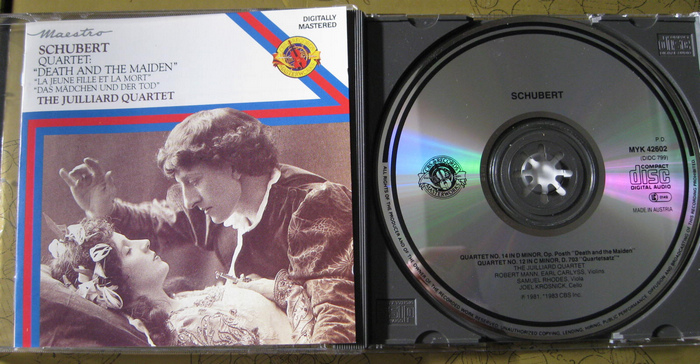 Maestro
DIGITALLY
MASTERED
SCHUBERT
QUARTET:
"DEATH AND THE MAIDEN"
"LA JEUNE FILLE ET LA MORT"
"DAS MÄDCHEN UND DER TOD"
THE JUILLIARD QUARTET
SCHUBERT
P D
MYK 42602
(DIDC 799)
COMPACT
disc
DIGITAL AUDIO
MADE IN AUSTRIA
QUARTET NO. 14 IN D MINOR, Op. Posth "Death and the Maiden"
QUARTET NO. 12 IN C MINOR, D. 703 "Quartetsatz"
THE JUILLIARD QUARTET
ROBERT MANN, EARL CARLYSS, Violins
SAMUEL RHODES, Viola
JOEL KROSNICK, Cello
℗ 1981, 1983 CBS Inc.